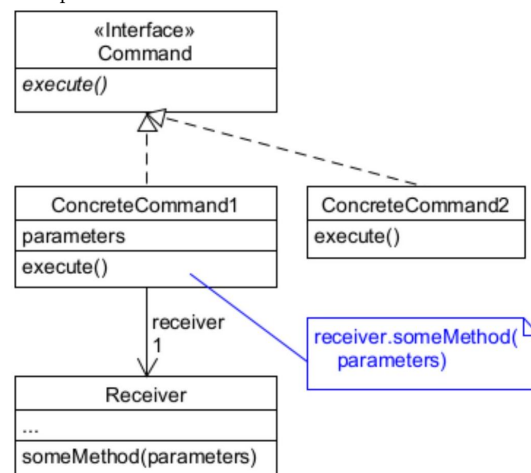 «Interface»
Command
execute()
ConcreteCommand1
parameters
execute()
ConcreteCommand2
execute()
receiver
1
receiver.someMethod(
parameters)
Receiver
...
someMethod(parameters)